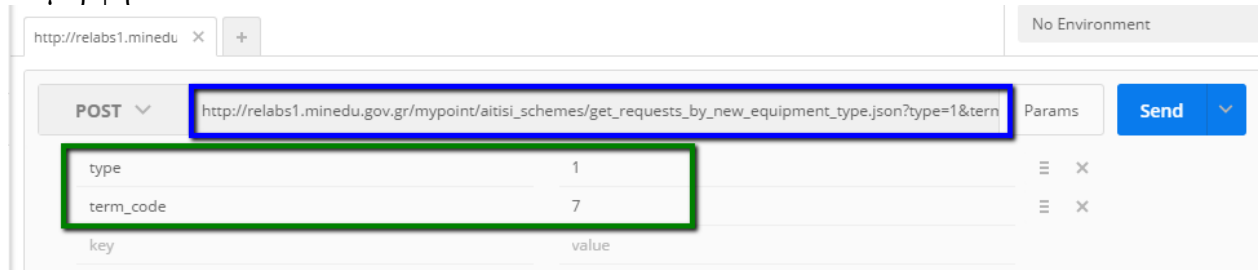 http://relabs1.minedu × +
No Environment
POST http://relabs1.minedu.gov.gr/mypoint/aitisi_schemes/get_requests_by_new_equipment_type.json?type=1&tern Params Send
type 1
term_code 7
key value